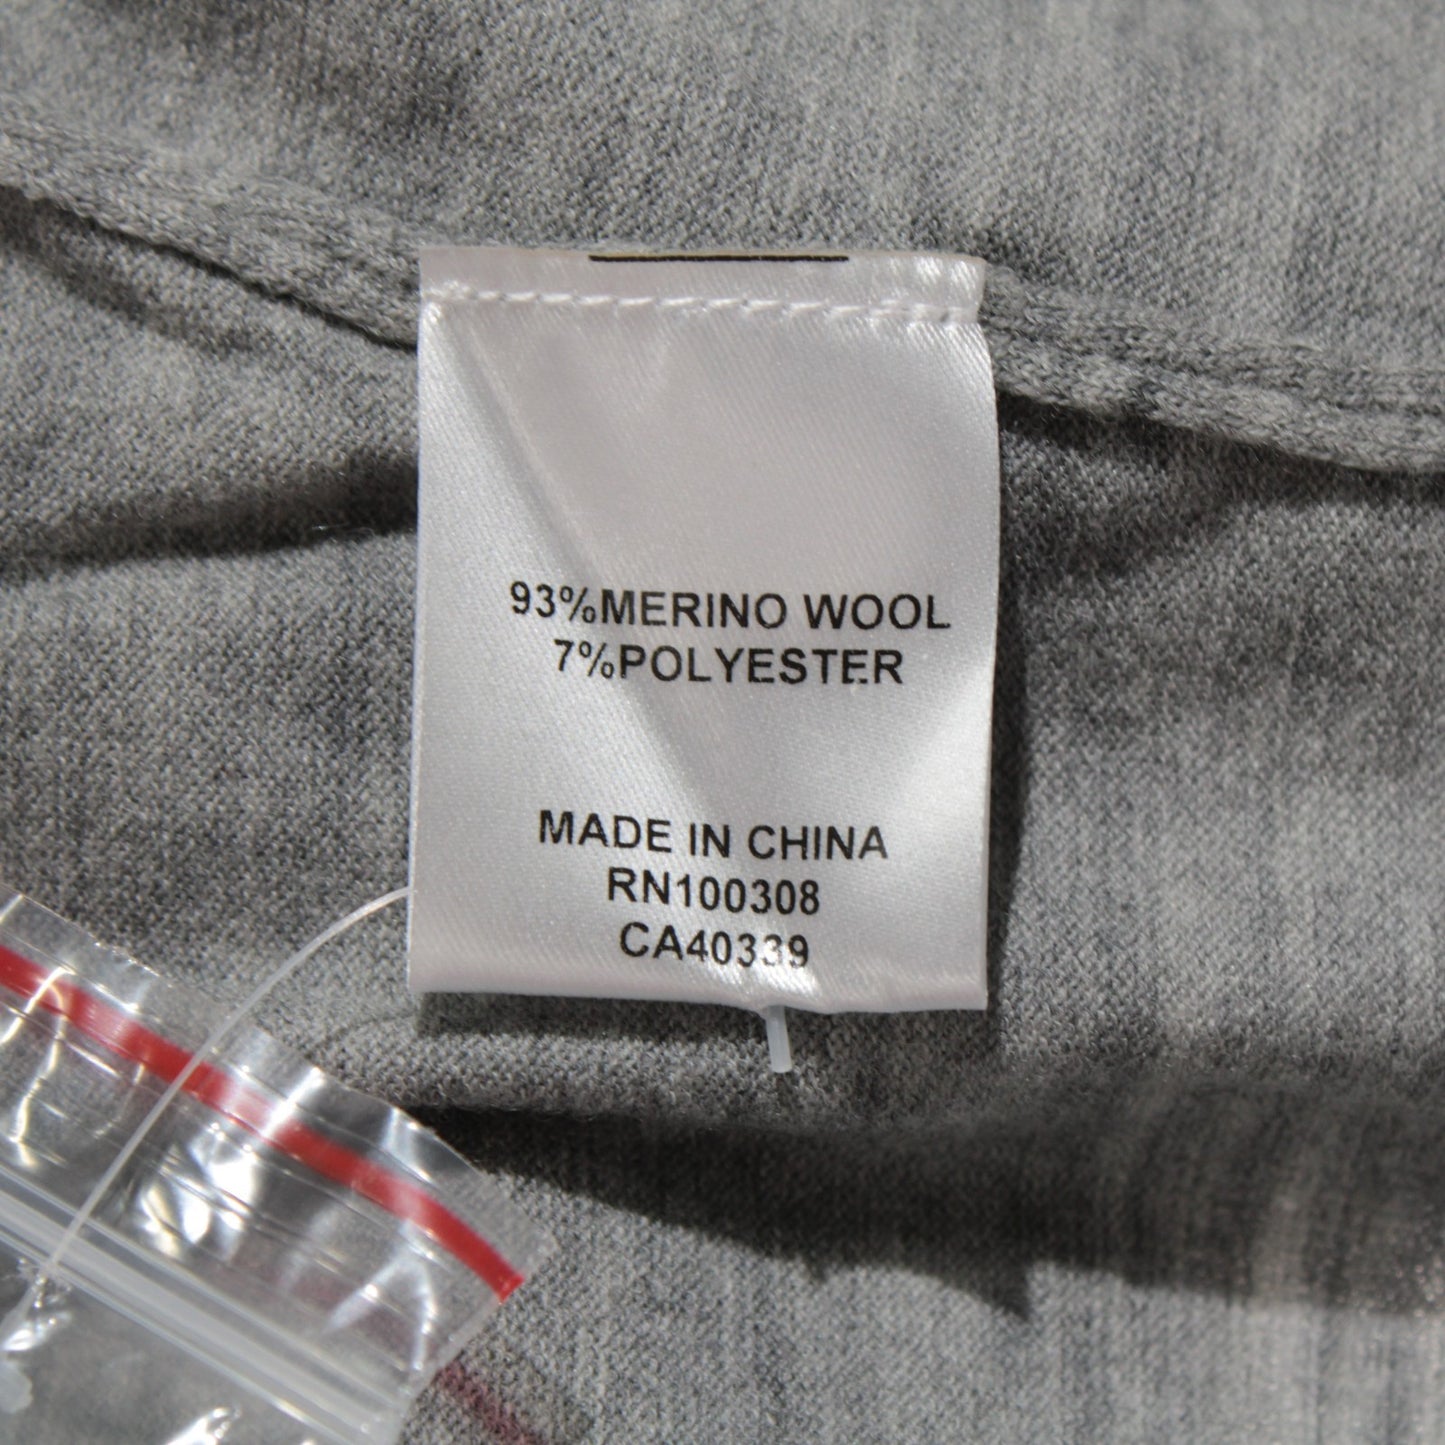 93%MERINO WOOL
7%POLYESTER
MADE IN CHINA
RN100308
CA40339